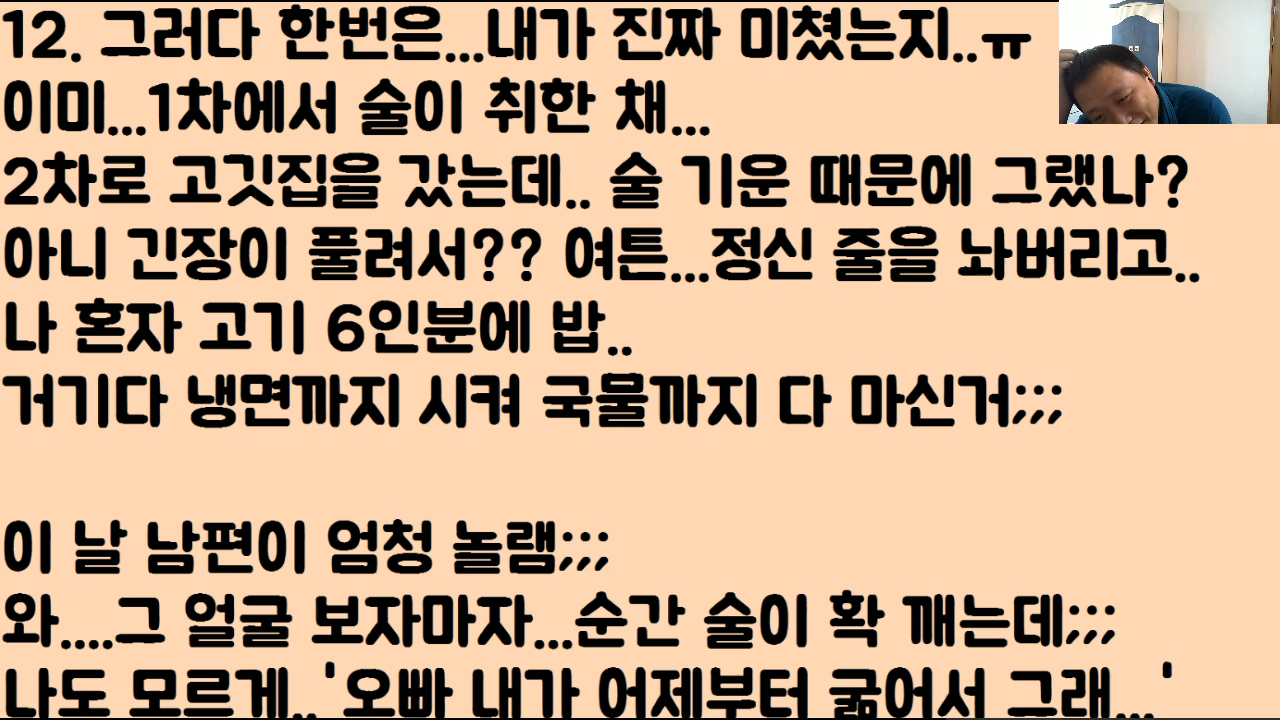 12. 그러다 한번은...내가 진짜 미쳤는지..ㅠ
이미...1차에서 술이 취한 채...
2차로 고깃집을 갔는데.. 술 기운 때문에 그랬나?
아니 긴장이 풀려서?? 여튼...정신 줄을 놔버리고..
나 혼자 고기 6인분에 밥..
거기다 냉면까지 시켜 국물까지 다 마신거;;;
이 날 남편이 엄청 놀램;;;
와....그 얼굴 보자마자...순간 술이 확 깨는데;;;
나도 모르게.. '오빠 내가 어제부터 굶어서 그래... '